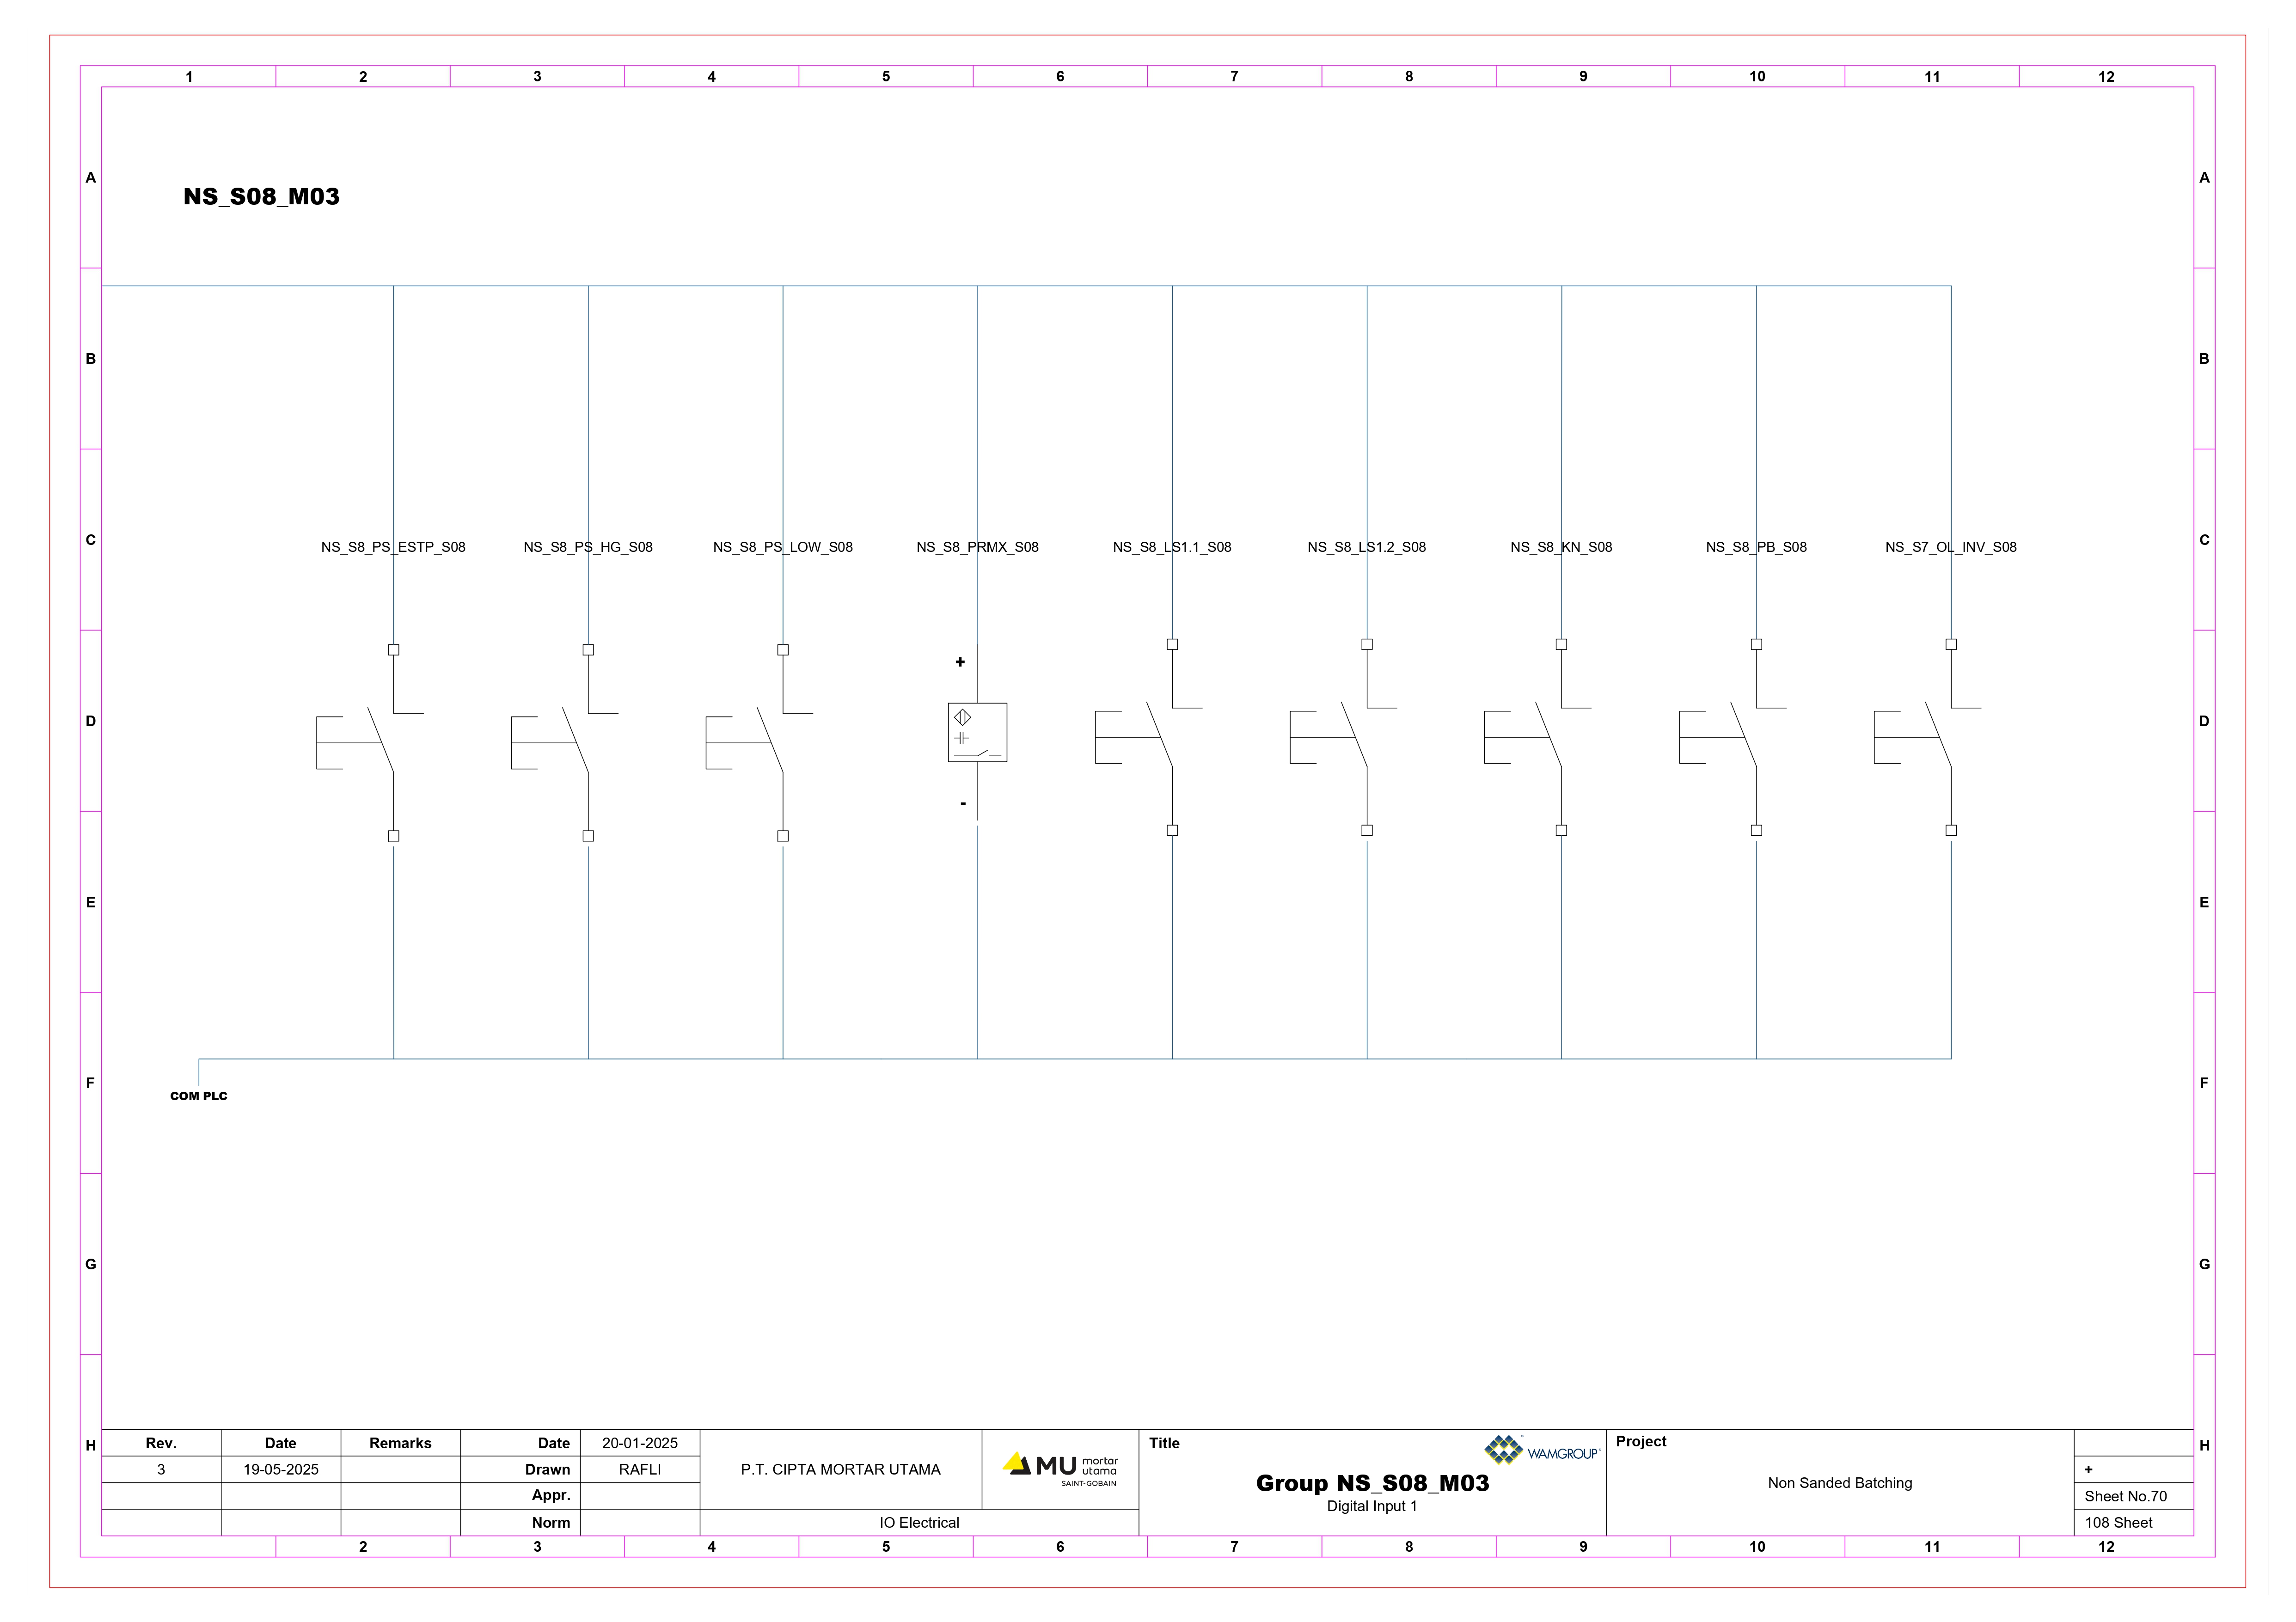 1 2 3 4 5 6 7 8 9 10 11 12
A A
NS_S08_M03
B B
C C
NS_S8_PS_ESTP_S08 NS_S8_PS_HG_S08 NS_S8_PS_LOW_S08 NS_S8_PRMX_S08 NS_S8_LS1.1_S08 NS_S8_LS1.2_S08 NS_S8_KN_S08 NS_S8_PB_S08 NS_S7_OL_INV_S08
+
D D
-
E E
F F
COM PLC
G G
H H
Rev. Date Remarks Date 20-01-2025
3 19-05-2025 Drawn RAFLI
Appr.
Norm
P.T. CIPTA MORTAR UTAMA
MU mortar utama
SAINT-GOBAIN
IO Electrical
Title
WAMGROUP®
Group NS_S08_M03
Digital Input 1
Project
Non Sanded Batching
+
Sheet No.70
108 Sheet
2 3 4 5 6 7 8 9 10 11 12